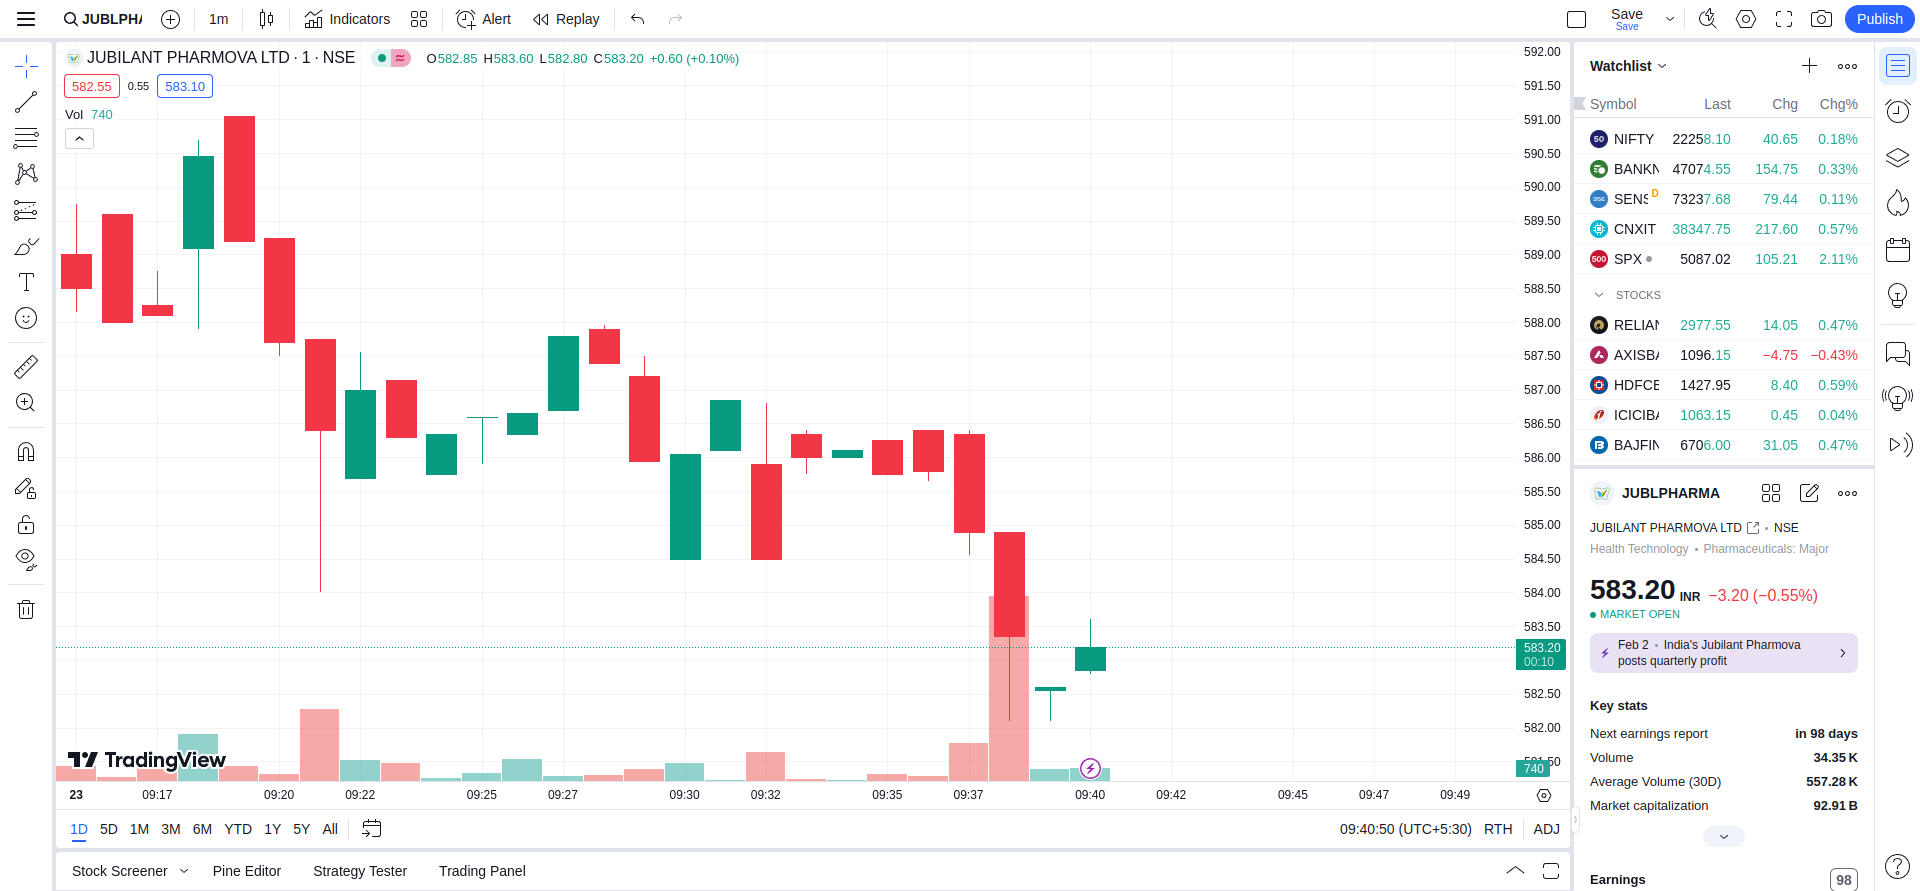 JUBLPHA
1m
Indicators
Alert
Replay
Save
Save
Publish
JUBILANT PHARMOVA LTD · 1 · NSE
O582.85 H583.60 L582.80 C583.20 +0.60 (+0.10%)
582.55 0.55 583.10
Vol 740
592.00
591.50
591.00
590.50
590.00
589.50
589.00
588.50
588.00
587.50
587.00
586.50
586.00
585.50
585.00
584.50
584.00
583.50
583.20
00:10
582.50
582.00
740
TradingView
23 09:17 09:20 09:22 09:25 09:27 09:30 09:32 09:35 09:37 09:40 09:42 09:45 09:47 09:49
1D 5D 1M 3M 6M YTD 1Y 5Y All
09:40:50 (UTC+5:30) RTH ADJ
Stock Screener Pine Editor Strategy Tester Trading Panel
Watchlist
Symbol Last Chg Chg%
50 NIFTY 22258.10 40.65 0.18%
BANKN 47074.55 154.75 0.33%
SENS D 73237.68 79.44 0.11%
CNXIT 38347.75 217.60 0.57%
500 SPX 5087.02 105.21 2.11%
STOCKS
RELIAN 2977.55 14.05 0.47%
AXISBA 1096.15 −4.75 −0.43%
HDFCB 1427.95 8.40 0.59%
ICICIBA 1063.15 0.45 0.04%
BAJFIN 6706.00 31.05 0.47%
JUBLPHARMA
JUBILANT PHARMOVA LTD • NSE
Health Technology • Pharmaceuticals: Major
583.20 INR −3.20 (−0.55%)
MARKET OPEN
Feb 2 • India's Jubilant Pharmova
posts quarterly profit
Key stats
Next earnings report in 98 days
Volume 34.35 K
Average Volume (30D) 557.28 K
Market capitalization 92.91 B
Earnings 98